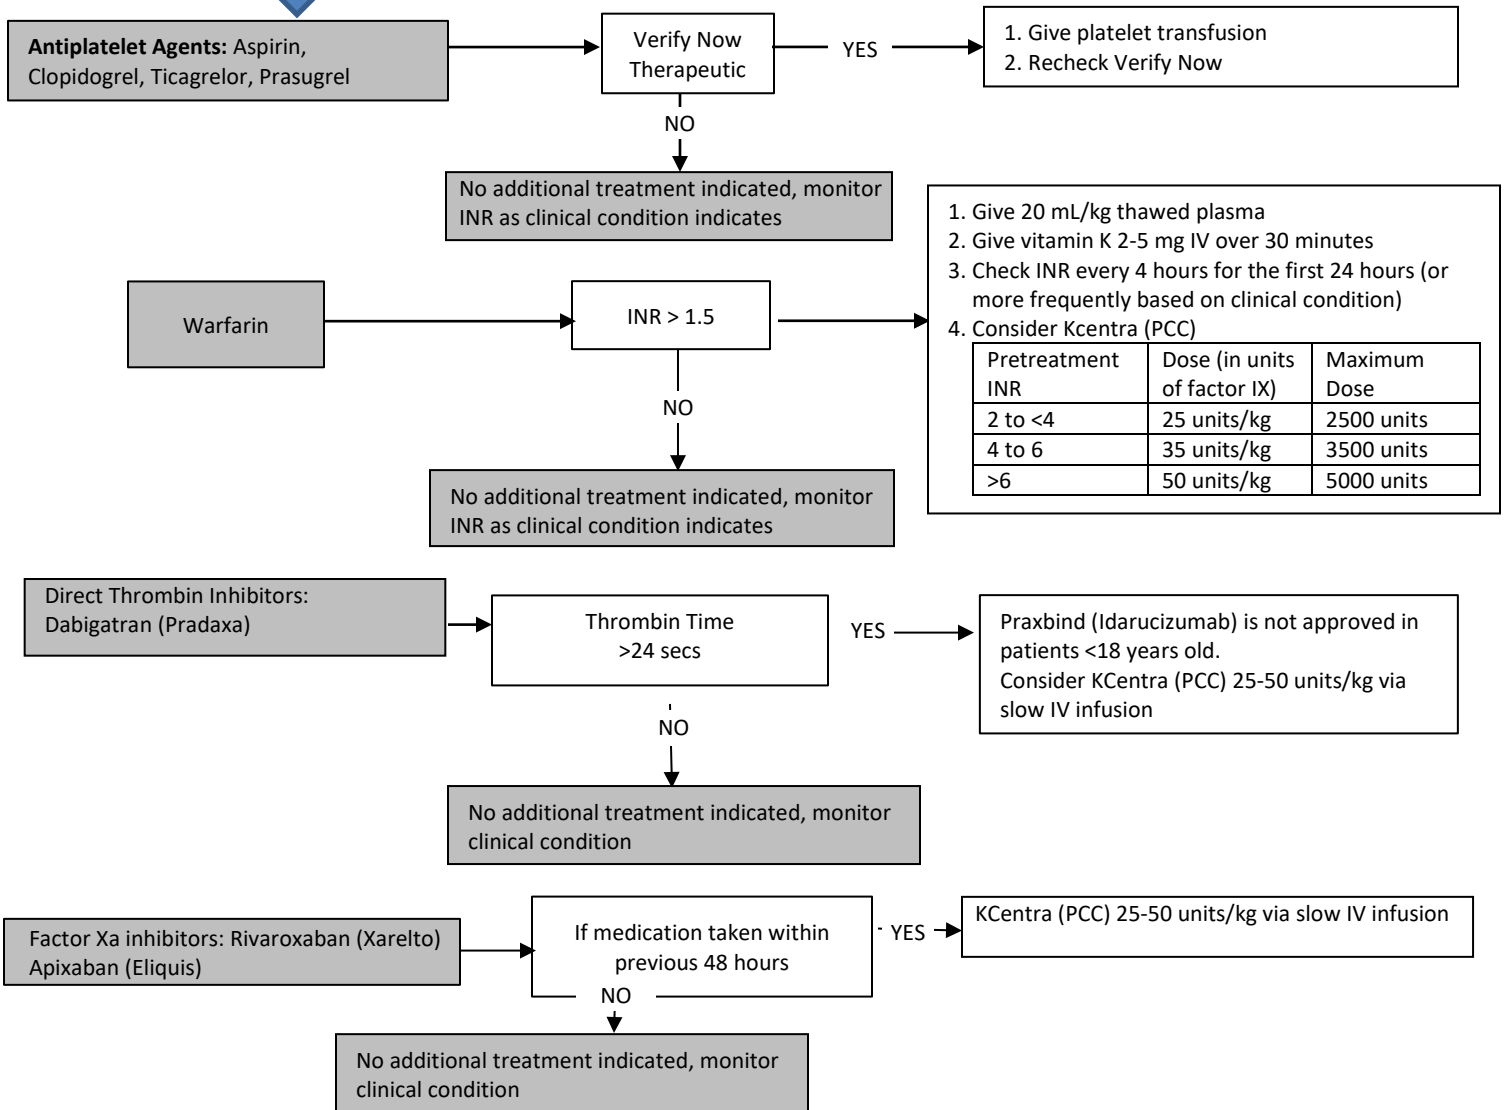 Antiplatelet Agents: Aspirin,
Clopidogrel, Ticagrelor, Prasugrel
Verify Now
Therapeutic
YES
1. Give platelet transfusion
2. Recheck Verify Now
NO
No additional treatment indicated, monitor
INR as clinical condition indicates
Warfarin
INR > 1.5
1. Give 20 mL/kg thawed plasma
2. Give vitamin K 2-5 mg IV over 30 minutes
3. Check INR every 4 hours for the first 24 hours (or
more frequently based on clinical condition)
4. Consider Kcentra (PCC)
Pretreatment
INR
Dose (in units
of factor IX)
Maximum
Dose
2 to <4
25 units/kg
2500 units
4 to 6
35 units/kg
3500 units
>6
50 units/kg
5000 units
NO
No additional treatment indicated, monitor
INR as clinical condition indicates
Direct Thrombin Inhibitors:
Dabigatran (Pradaxa)
Thrombin Time
>24 secs
YES
Praxbind (Idarucizumab) is not approved in
patients <18 years old.
Consider KCentra (PCC) 25-50 units/kg via
slow IV infusion
NO
No additional treatment indicated, monitor
clinical condition
Factor Xa inhibitors: Rivaroxaban (Xarelto)
Apixaban (Eliquis)
If medication taken within
previous 48 hours
YES
KCentra (PCC) 25-50 units/kg via slow IV infusion
NO
No additional treatment indicated, monitor
clinical condition